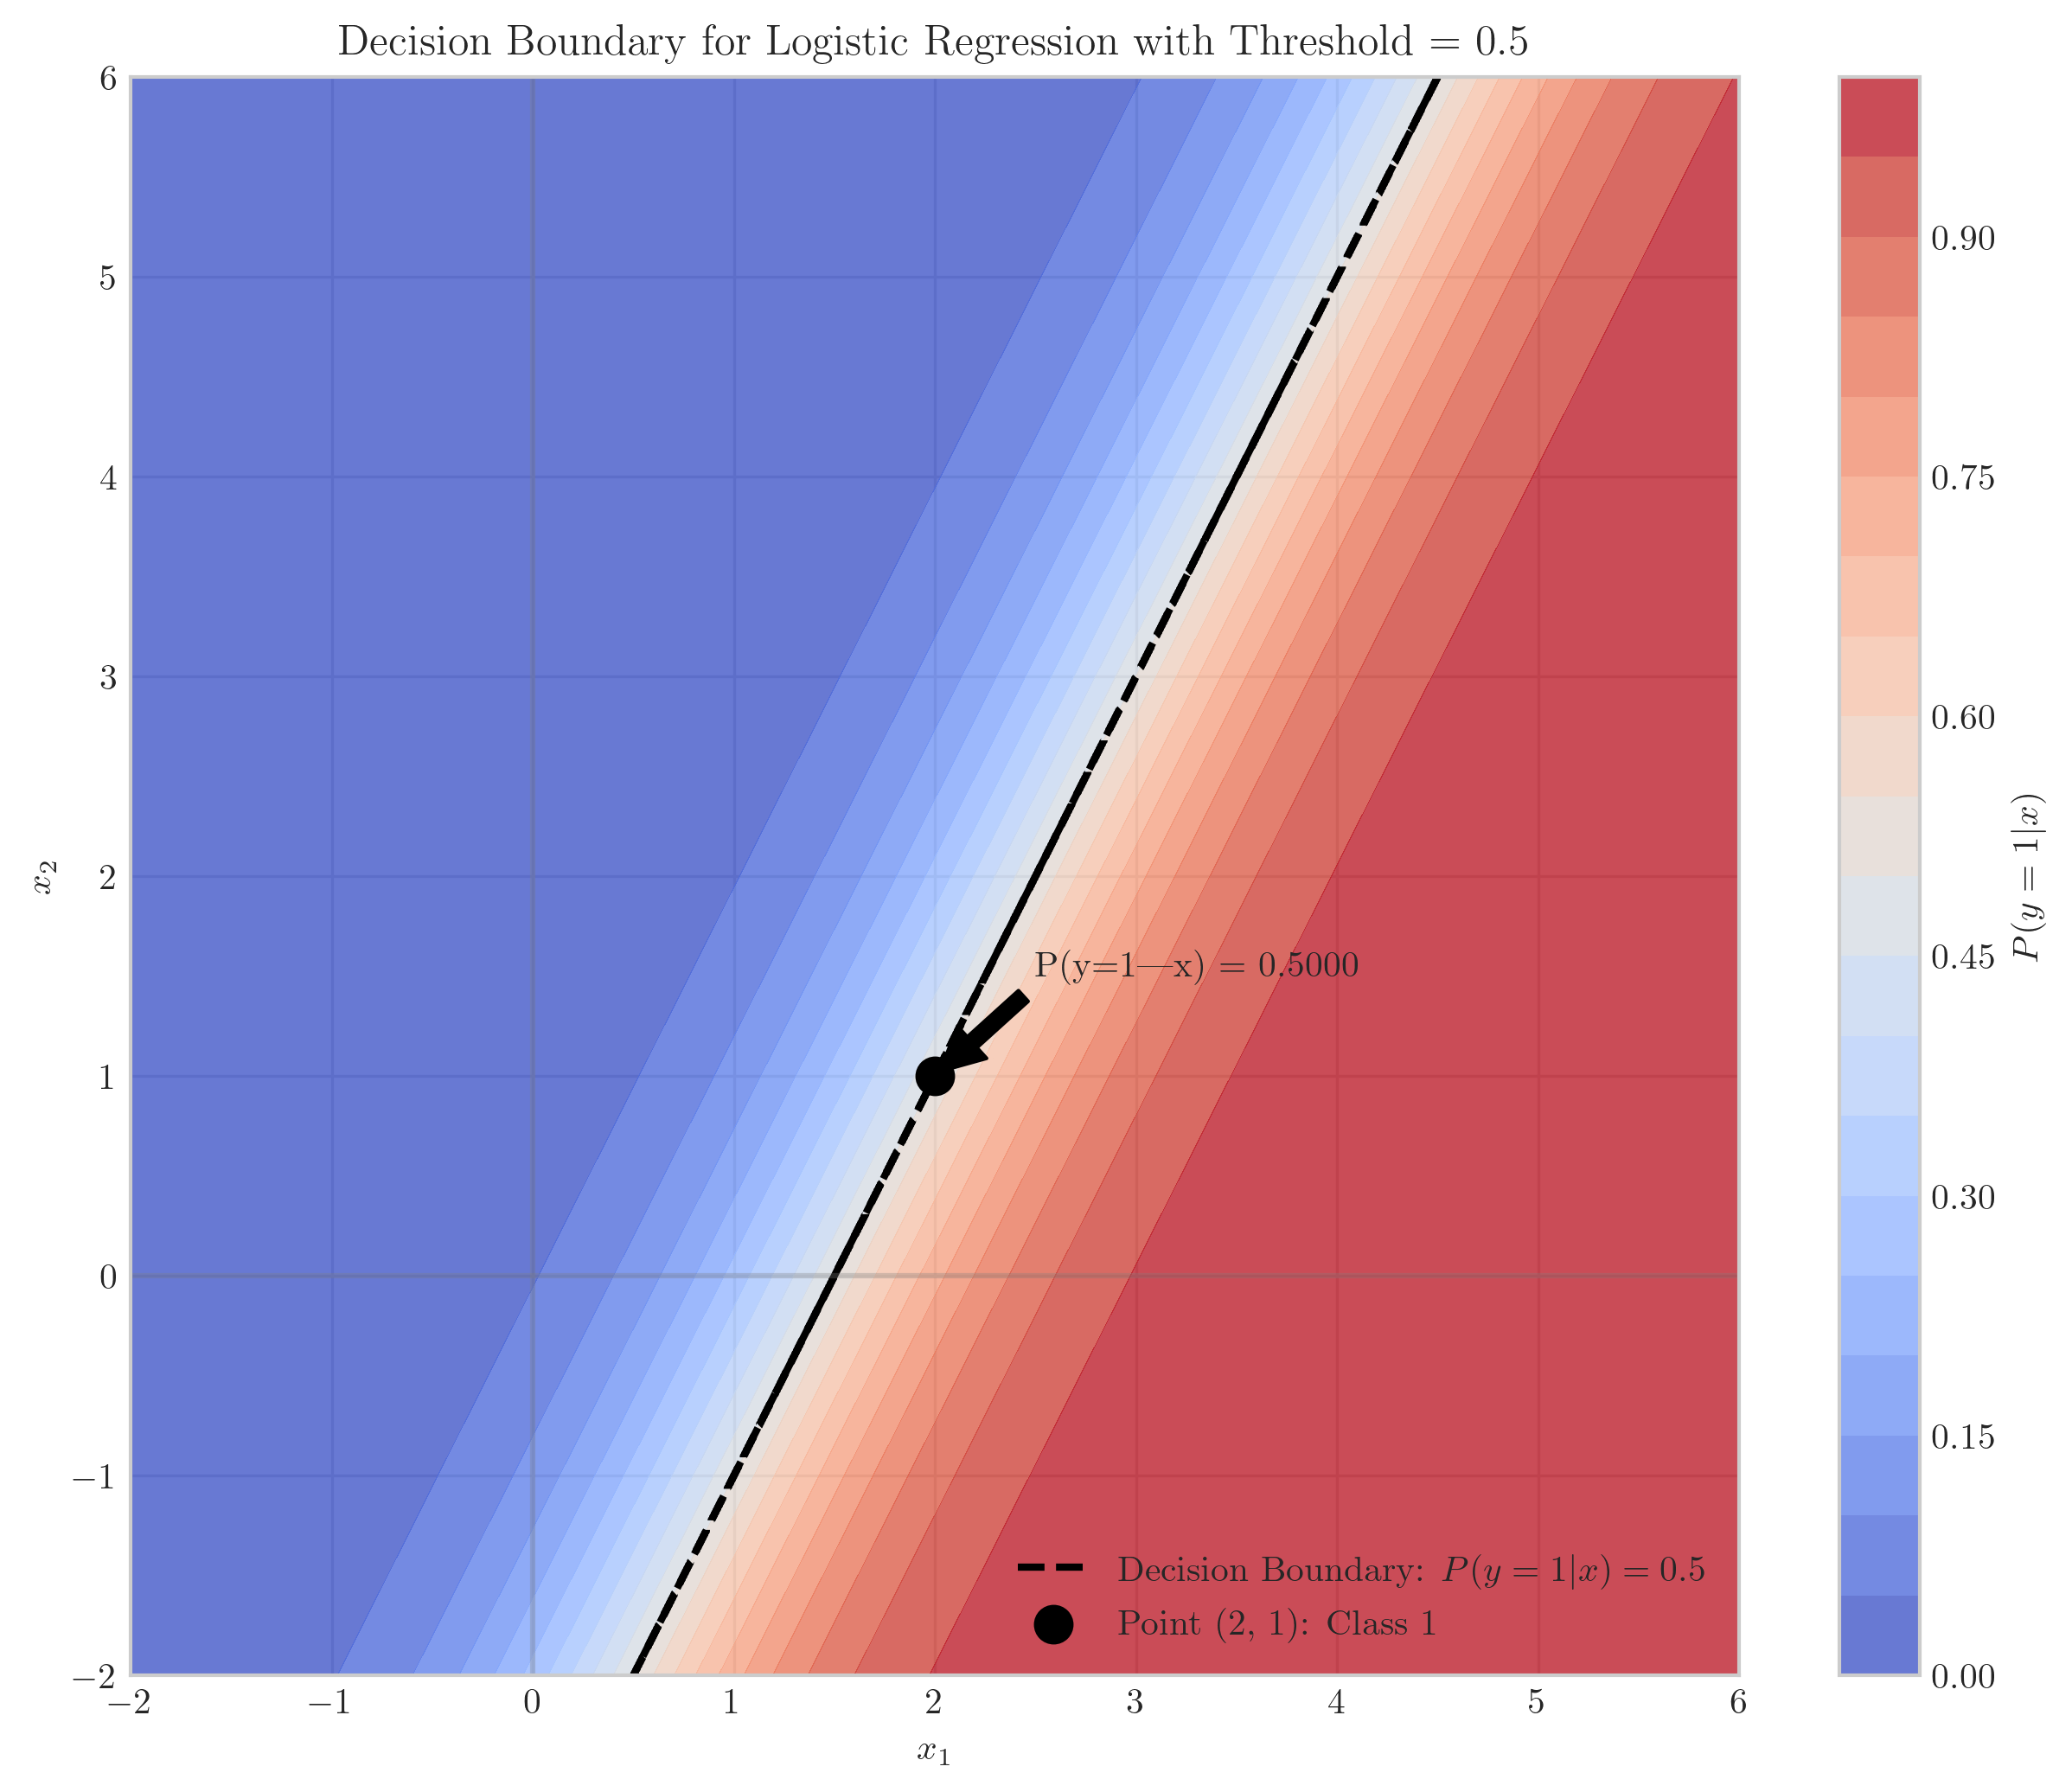 Decision Boundary for Logistic Regression with Threshold = 0.5
6
5
4
3
2
1
0
−1
−2
x₂
P(y=1—x) = 0.5000
Decision Boundary: P(y = 1|x) = 0.5
Point (2, 1): Class 1
−2 −1 0 1 2 3 4 5 6
x₁
0.90
0.75
0.60
0.45
0.30
0.15
0.00
P(y = 1|x)